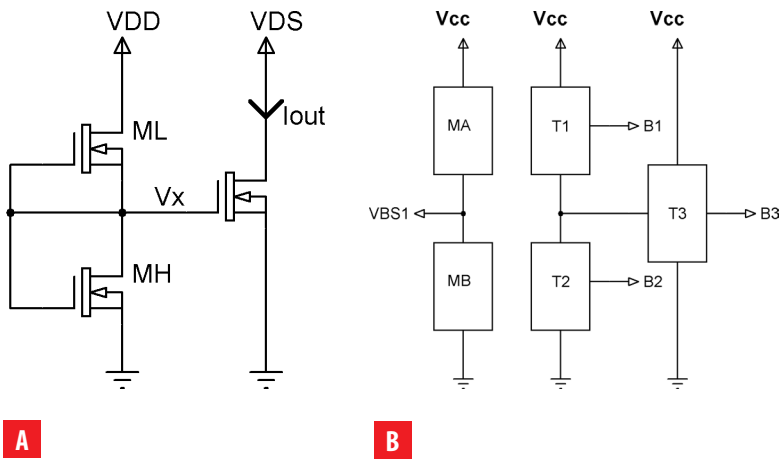 VDD
VDS
ML
Iout
Vx
MH
A
Vcc
Vcc
Vcc
MA
T1
B1
VBS1
T3
B3
MB
T2
B2
B